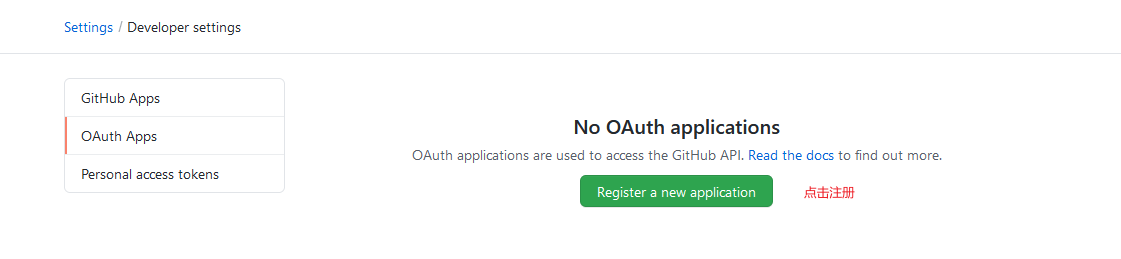 Settings / Developer settings
GitHub Apps
OAuth Apps
Personal access tokens
No OAuth applications
OAuth applications are used to access the GitHub API. Read the docs to find out more.
Register a new application
点击注册